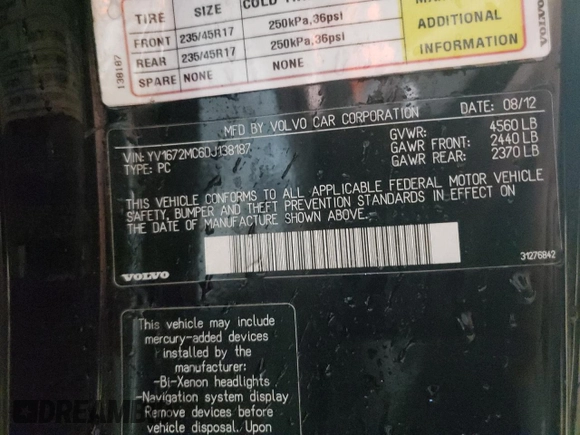 TIRE SIZE
FRONT 235/45R17 250kPa,36psi
REAR 235/45R17 250kPa,36psi
SPARE NONE NONE
ADDITIONAL
INFORMATION
VOLVO
138187
MFD BY VOLVO CAR CORPORATION DATE: 08/12
VIN: YV1672MC6DJ138187 GVWR: 4560 LB
TYPE: PC GAWR FRONT: 2440 LB
GAWR REAR: 2370 LB
THIS VEHICLE CONFORMS TO ALL APPLICABLE FEDERAL MOTOR VEHICLE
SAFETY, BUMPER AND THEFT PREVENTION STANDARDS IN EFFECT ON
THE DATE OF MANUFACTURE SHOWN ABOVE.
VOLVO 31276842
This vehicle may include
mercury-added devices
installed by the
manufacturer:
-Bi-Xenon headlights
-Navigation system display
Remove devices before
vehicle disposal. Upon